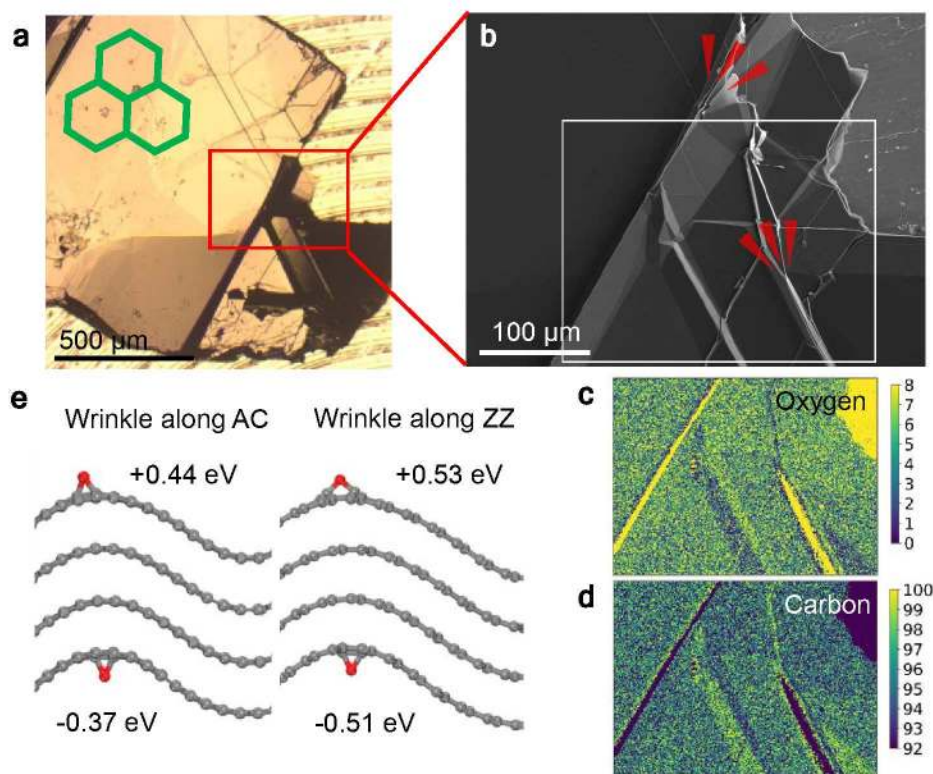 a
500 µm
b
100 µm
e
Wrinkle along AC
Wrinkle along ZZ
+0.44 eV
+0.53 eV
-0.37 eV
-0.51 eV
c
Oxygen
8
7
6
5
4
3
2
1
0
d
Carbon
100
99
98
97
96
95
94
93
92